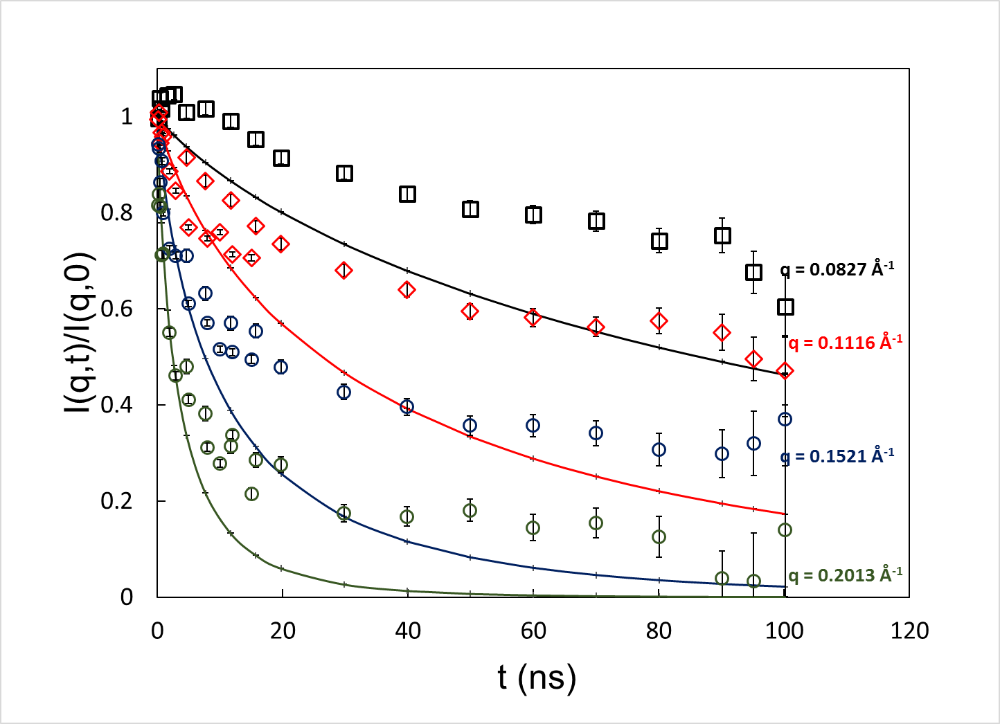 I(q,t)/I(q,0)
1
0.8
0.6
0.4
0.2
0
q = 0.0827 Å⁻¹
q = 0.1116 Å⁻¹
q = 0.1521 Å⁻¹
q = 0.2013 Å⁻¹
0 20 40 60 80 100 120
t (ns)